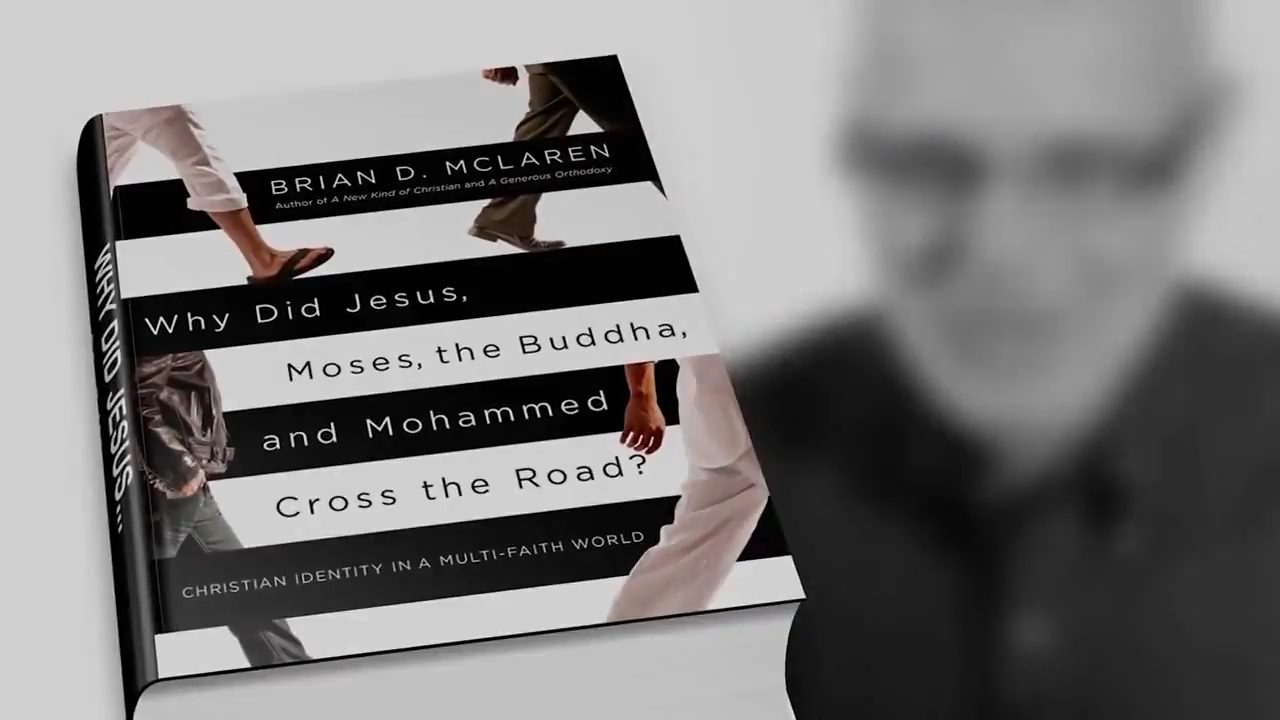 BRIAN D. MCLAREN
Author of A New Kind of Christian and A Generous Orthodoxy
Why Did Jesus,
Moses, the Buddha,
and Mohammed
Cross the Road?
CHRISTIAN IDENTITY IN A MULTI-FAITH WORLD
WHY DID JESUS...